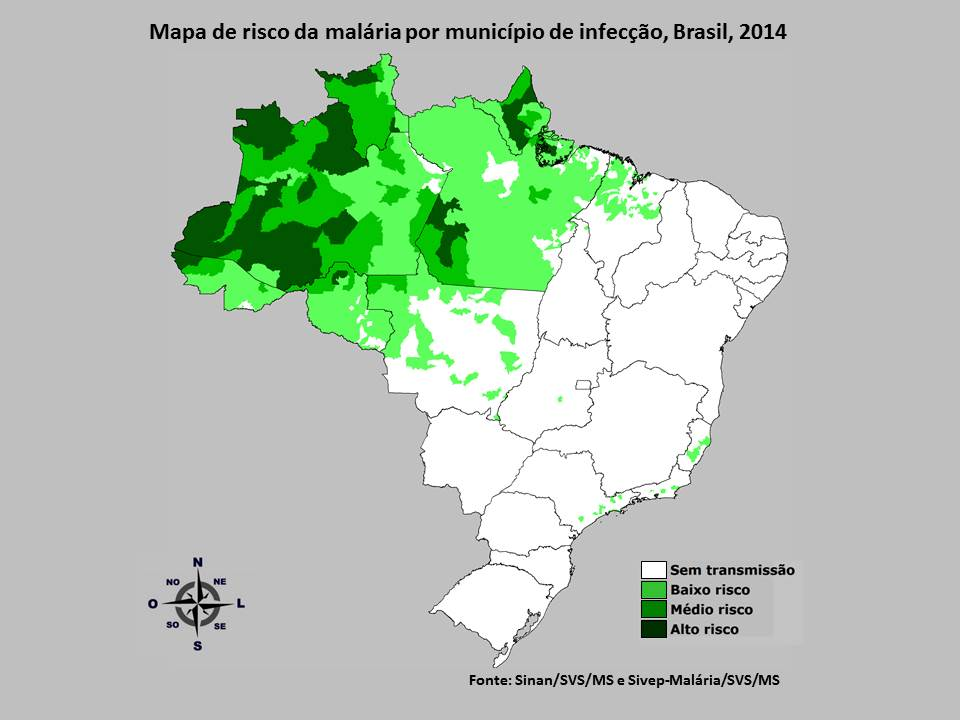 Mapa de risco da malária por município de infecção, Brasil, 2014
N
NO
NE
O
L
SO
SE
S
Sem transmissão
Baixo risco
Médio risco
Alto risco
Fonte: Sinan/SVS/MS e Sivep-Malária/SVS/MS